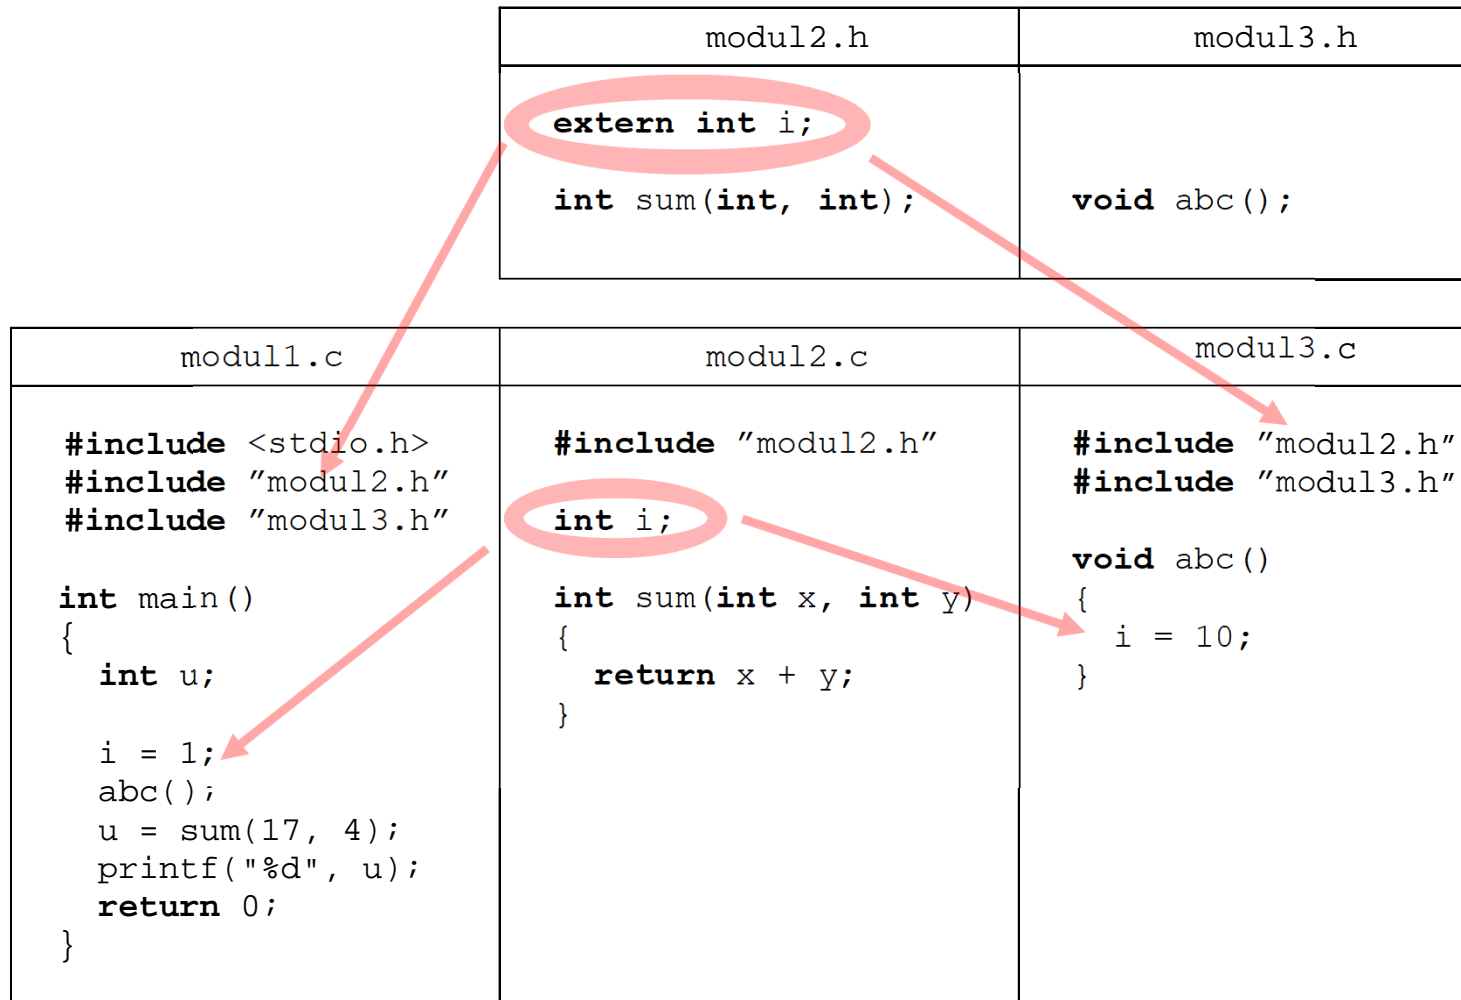 modul2.h
extern int i;
int sum(int, int);
modul3.h
void abc();
modul1.c
#include <stdio.h>
#include ”modul2.h”
#include ”modul3.h”
int main()
{
int u;
i = 1;
abc();
u = sum(17, 4);
printf("%d", u);
return 0;
}
modul2.c
#include ”modul2.h”
int i;
int sum(int x, int y)
{
return x + y;
}
modul3.c
#include ”modul2.h”
#include ”modul3.h”
void abc()
{
i = 10;
}